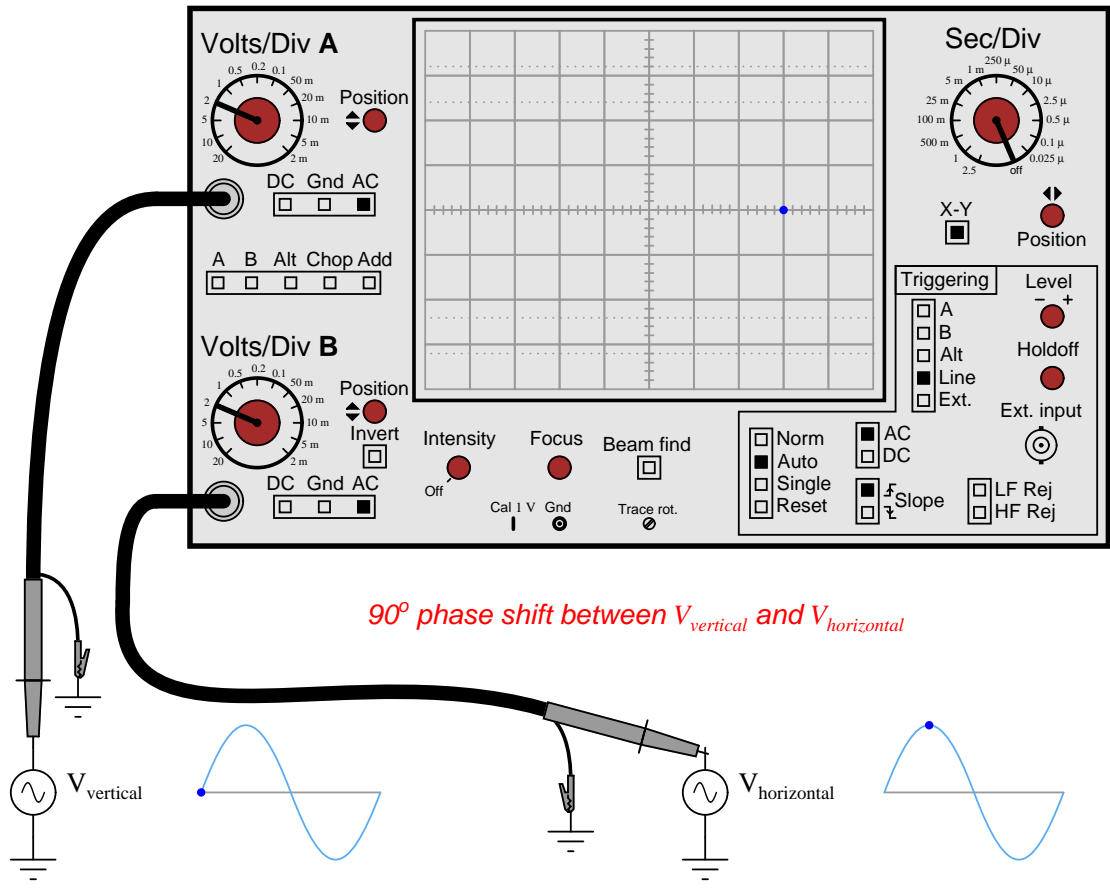 Volts/Div A
0.5 0.2 0.1
1 50 m
2 20 m
5 10 m
10 5 m
20 2 m
Position
DC Gnd AC
A B Alt Chop Add
Volts/Div B
0.5 0.2 0.1
1 50 m
2 20 m
5 10 m
10 5 m
20 2 m
Position
Invert
DC Gnd AC
Intensity
Off
Focus
Beam find
Cal 1 V Gnd
Trace rot.
Sec/Div
250 µ
1 m 50 µ
5 m 10 µ
25 m 2.5 µ
100 m 0.5 µ
500 m 0.1 µ
1 0.025 µ
2.5 off
X-Y
Position
Triggering
A
B
Alt
Line
Ext.
Level
– +
Holdoff
Ext. input
Norm
Auto
Single
Reset
AC
DC
Slope
LF Rej
HF Rej
90o phase shift between Vvertical and Vhorizontal
Vvertical
Vhorizontal